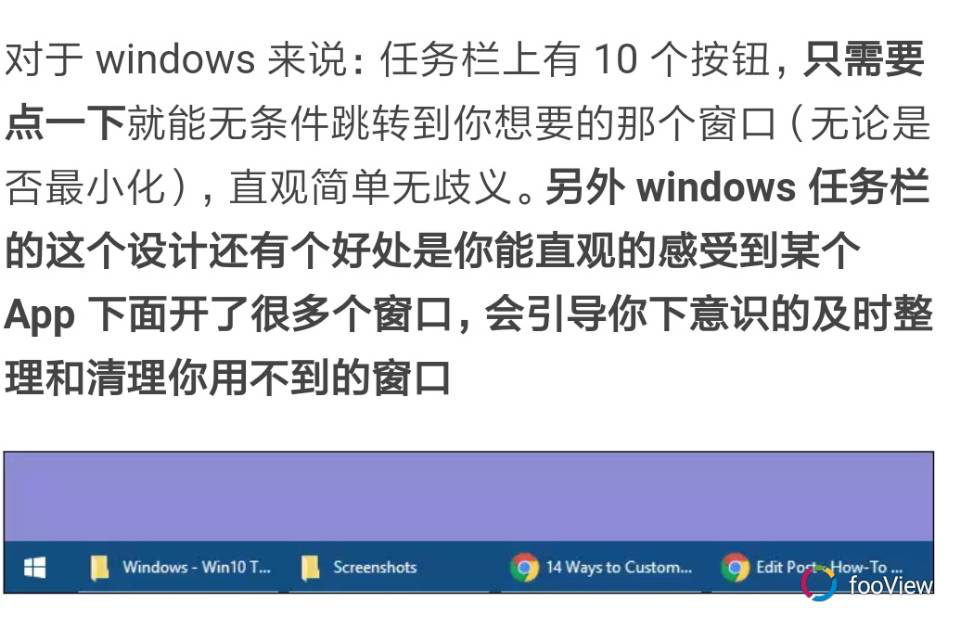 对于 windows 来说：任务栏上有 10 个按钮，只需要
点一下就能无条件跳转到你想要的那个窗口（无论是
否最小化），直观简单无歧义。另外 windows 任务栏
的这个设计还有个好处是你能直观的感受到某个
App 下面开了很多个窗口，会引导你下意识的及时整
理和清理你用不到的窗口
Windows - Win10 T... Screenshots 14 Ways to Custom... Edit Post - How-To ...
fooView